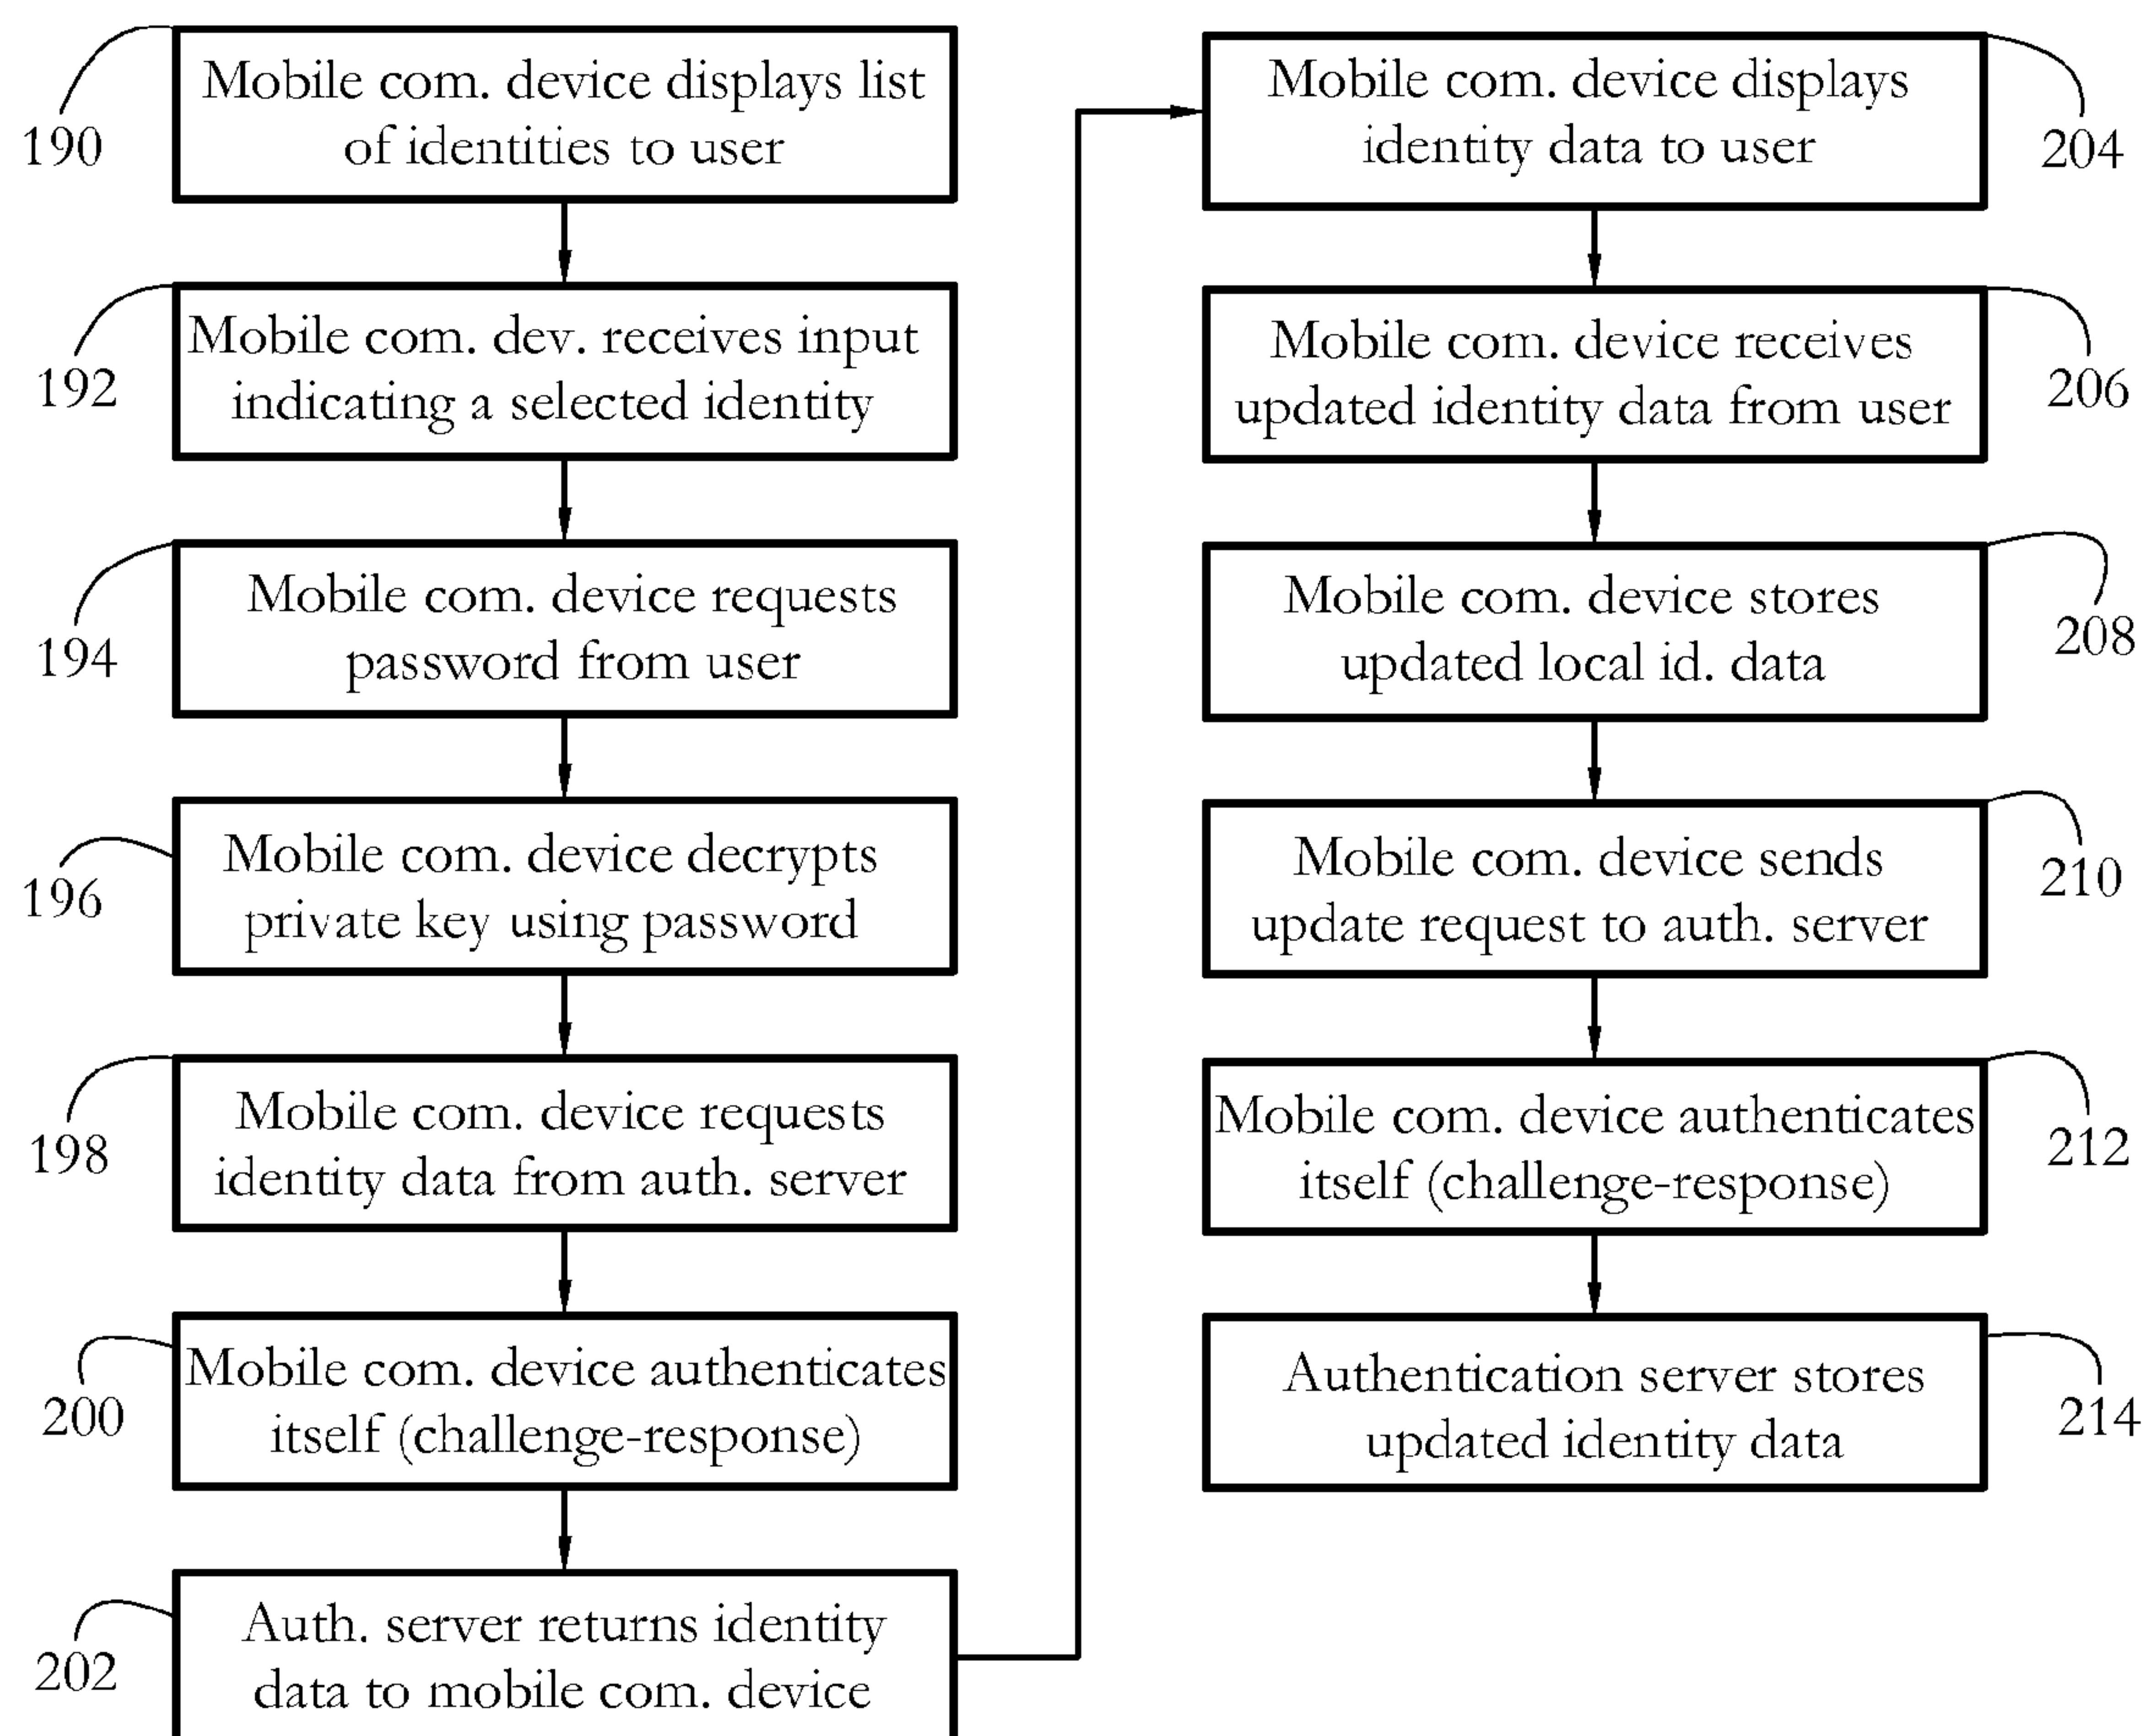 190
Mobile com. device displays list
of identities to user
192
Mobile com. dev. receives input
indicating a selected identity
194
Mobile com. device requests
password from user
196
Mobile com. device decrypts
private key using password
198
Mobile com. device requests
identity data from auth. server
200
Mobile com. device authenticates
itself (challenge-response)
202
Auth. server returns identity
data to mobile com. device
Mobile com. device displays
identity data to user
204
Mobile com. device receives
updated identity data from user
206
Mobile com. device stores
updated local id. data
208
Mobile com. device sends
update request to auth. server
210
Mobile com. device authenticates
itself (challenge-response)
212
Authentication server stores
updated identity data
214